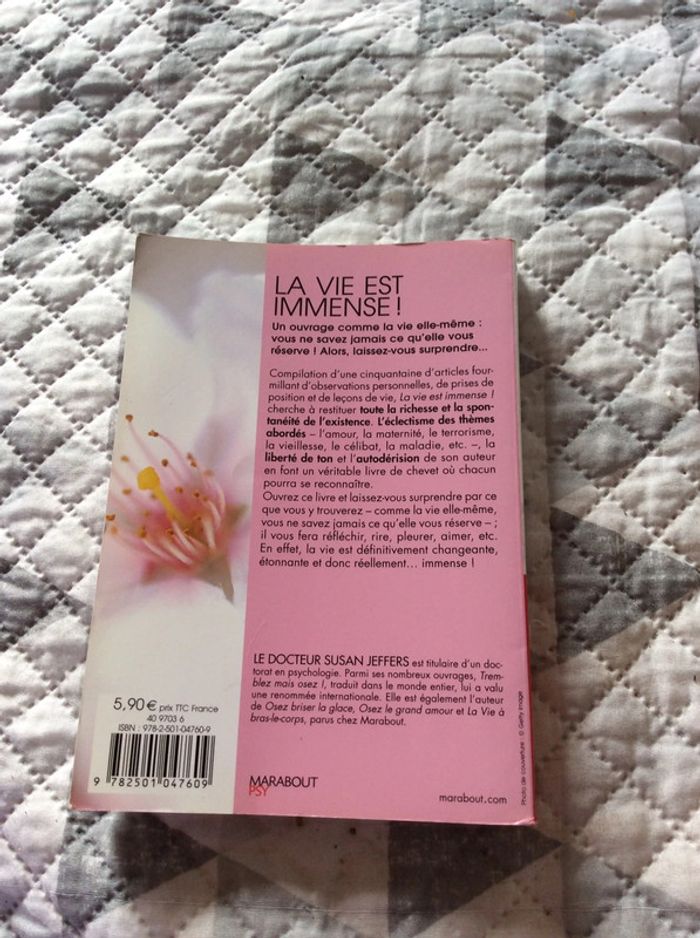 LA VIE EST
IMMENSE !
Un ouvrage comme la vie elle-même :
vous ne savez jamais ce qu'elle vous
réserve ! Alors, laissez-vous surprendre...
Compilation d'une cinquantaine d'articles four-
millant d'observations personnelles, de prises de
position et de leçons de vie, La vie est immense !
cherche à restituer toute la richesse et la spon-
tanéité de l'existence. L'éclectisme des thèmes
abordés – l'amour, la maternité, le terrorisme,
la vieillesse, le célibat, la maladie, etc. –, la
liberté de ton et l'autodérision de son auteur
en font un véritable livre de chevet où chacun
pourra se reconnaître.
Ouvrez ce livre et laissez-vous surprendre par ce
que vous y trouverez – comme la vie elle-même,
vous ne savez jamais ce qu'elle vous réserve – ;
il vous fera réfléchir, rire, pleurer, aimer, etc.
En effet, la vie est définitivement changeante,
étonnante et donc réellement... immense !
LE DOCTEUR SUSAN JEFFERS est titulaire d'un doc-
torat en psychologie. Parmi ses nombreux ouvrages, Trem-
blez mais osez !, traduit dans le monde entier, lui a valu
une renommée internationale. Elle est également l'auteur
de Osez briser la glace, Osez le grand amour et La Vie à
bras-le-corps, parus chez Marabout.
5,90 € prix TTC France
40 9703 6
ISBN : 978-2-501-04760-9
9 782501 047609
MARABOUT
PSY
marabout.com
Photo de couverture : © Getty Image